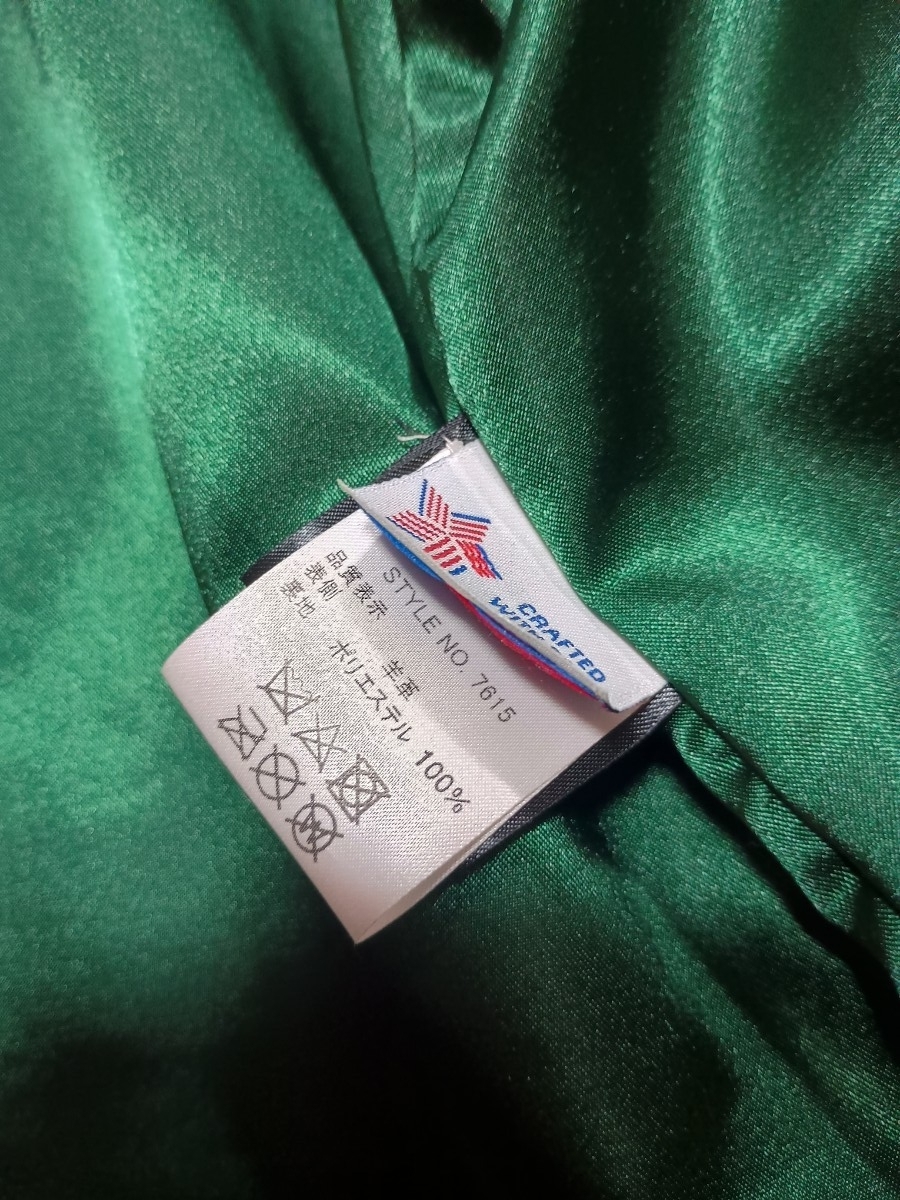 CRAFTED
WITH
STYLE NO. 7615
品質表示
表側 羊革
裏地 ポリエステル 100%